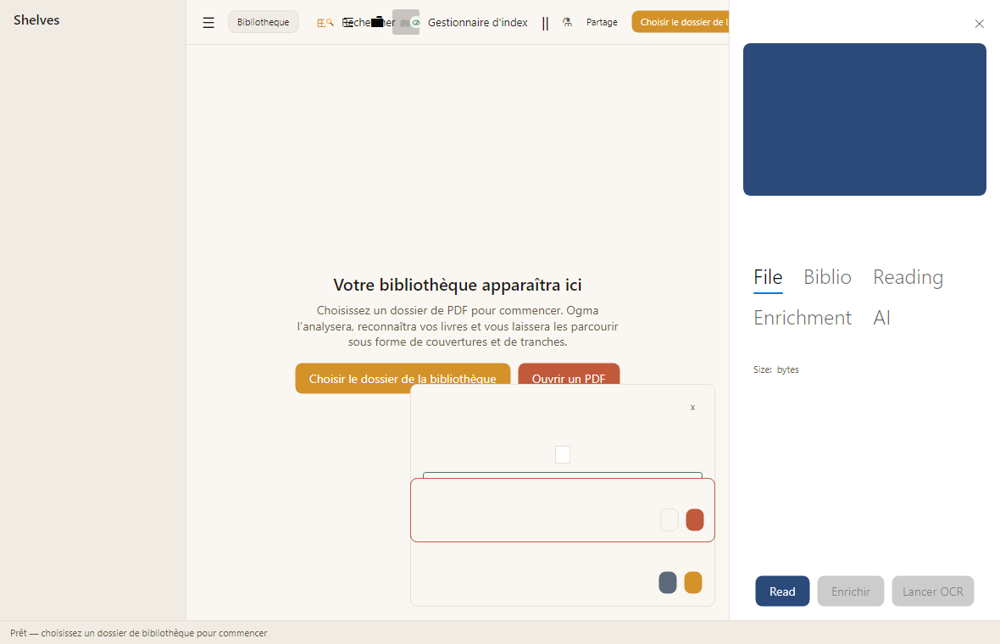 Shelves
Bibliotheque
Rechercher
Gestionnaire d'index
Partage
Choisir le dossier de l
Votre bibliothèque apparaîtra ici
Choisissez un dossier de PDF pour commencer. Ogma
l'analysera, reconnaîtra vos livres et vous laissera les parcourir
sous forme de couvertures et de tranches.
Choisir le dossier de la bibliothèque
Ouvrir un PDF
x
File Biblio Reading
Enrichment AI
Size: bytes
Read
Enrichir
Lancer OCR
Prêt — choisissez un dossier de bibliothèque pour commencer